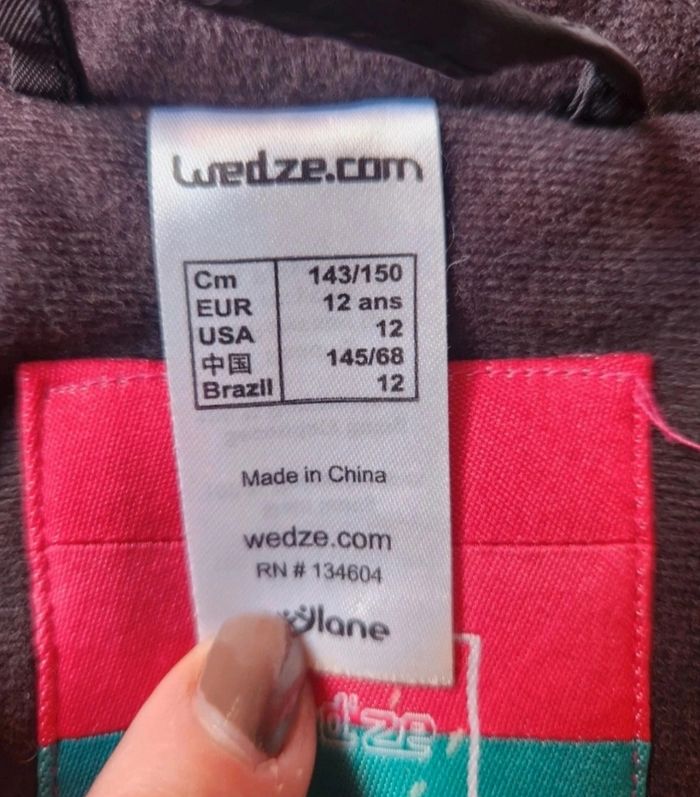 wedze.com
Cm 143/150
EUR 12 ans
USA 12
中国 145/68
Brazil 12
Made in China
wedze.com
RN # 134604